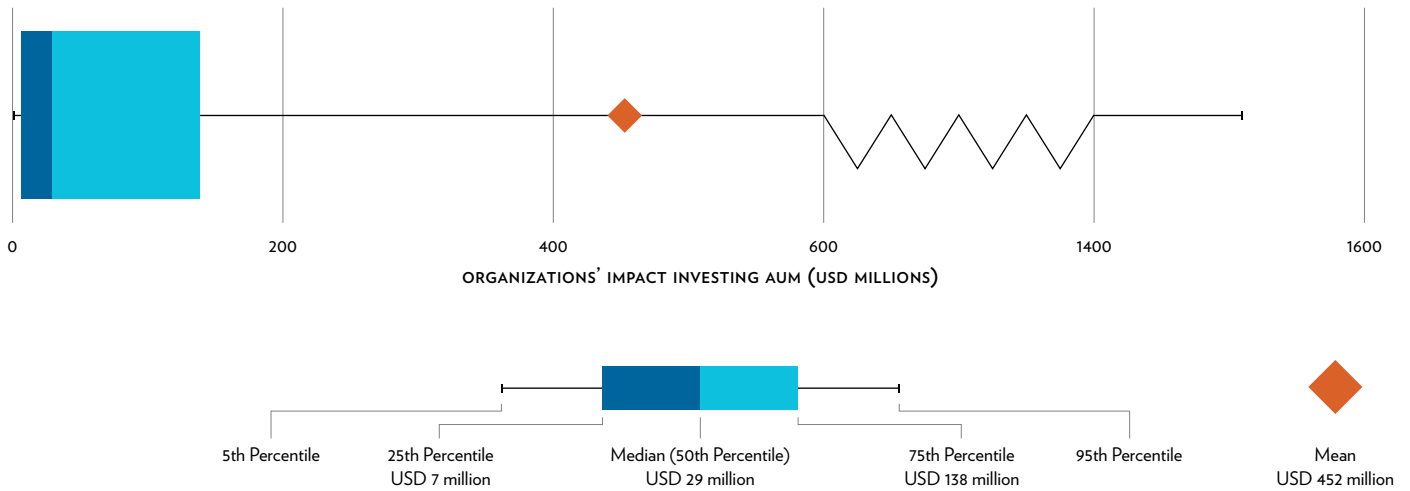 0 200 400 600 1400 1600
ORGANIZATIONS’ IMPACT INVESTING AUM (USD MILLIONS)
5th Percentile
25th Percentile
USD 7 million
Median (50th Percentile)
USD 29 million
75th Percentile
USD 138 million
95th Percentile
Mean
USD 452 million